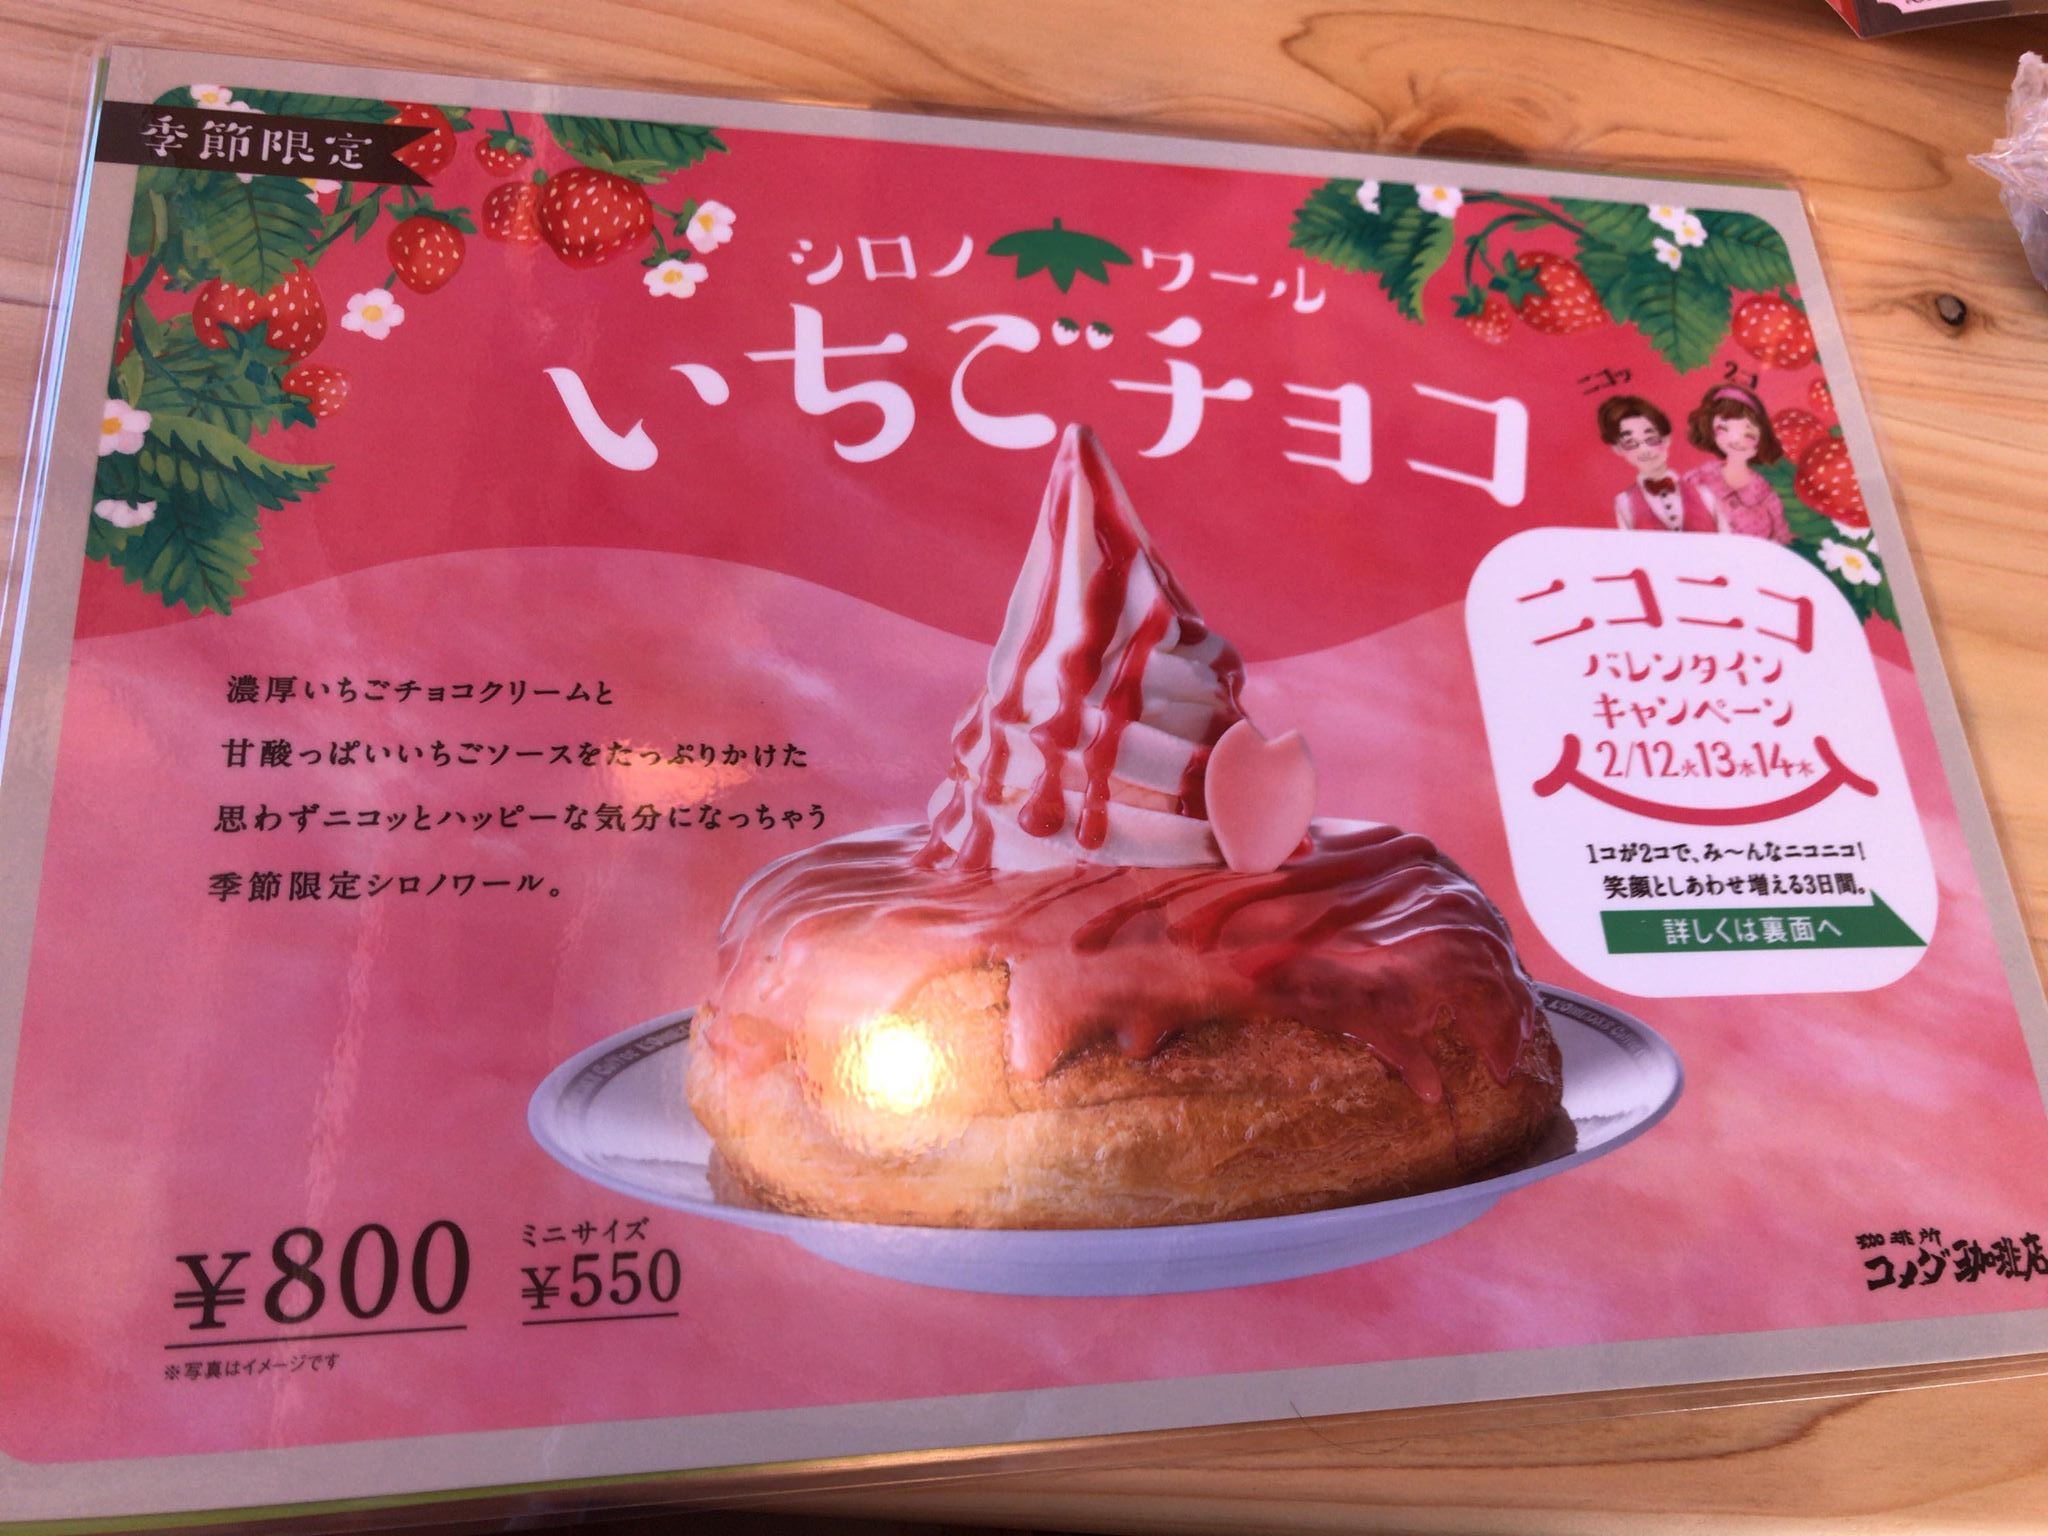 季節限定
シロノワール
いちごチョコ
ニコッ 2コ
ニコニコ
バレンタイン
キャンペーン
2/12火13水14木
1コが2コで、み〜んなニコニコ!
笑顔としあわせ増える3日間。
詳しくは裏面へ
濃厚いちごチョコクリームと
甘酸っぱいいちごソースをたっぷりかけた
思わずニコッとハッピーな気分になっちゃう
季節限定シロノワール。
¥800
ミニサイズ
¥550
※写真はイメージです
珈琲所
コメダ珈琲店